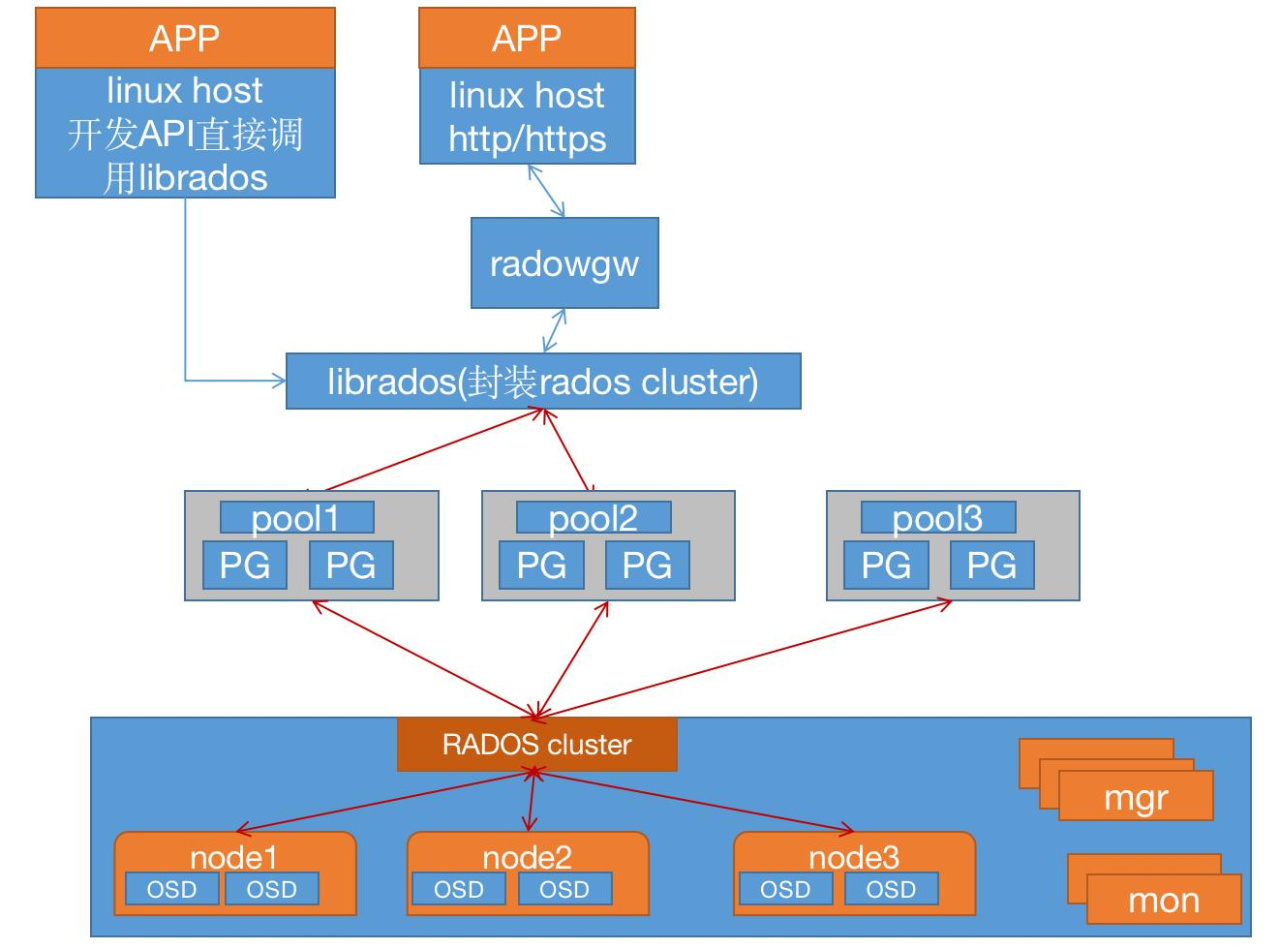 APP
linux host
开发API直接调
用librados
APP
linux host
http/https
radowgw
librados(封装rados cluster)
pool1
PG PG
pool2
PG PG
pool3
PG PG
RADOS cluster
mgr
node1
OSD OSD
node2
OSD OSD
node3
OSD OSD
mon